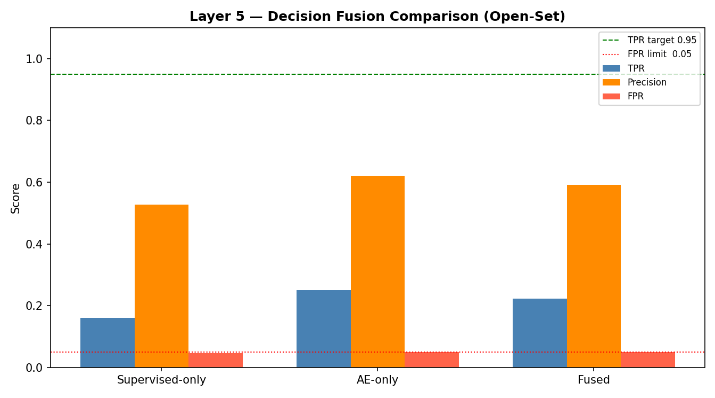 Layer 5 — Decision Fusion Comparison (Open-Set)
TPR target 0.95
FPR limit  0.05
TPR
Precision
FPR
Score
1.0
0.8
0.6
0.4
0.2
0.0
Supervised-only
AE-only
Fused